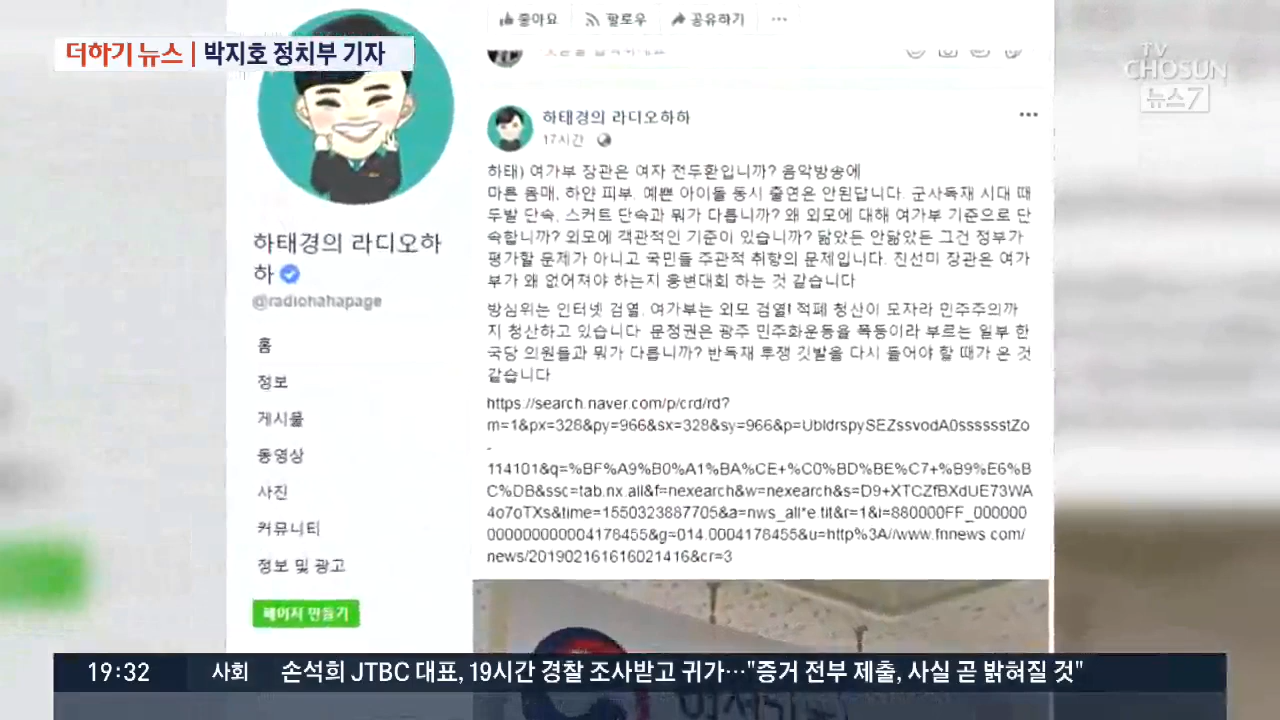 더하기 뉴스 | 박지호 정치부 기자
TV
CHOSUN
뉴스7
좋아요 팔로우 공유하기 ...
하태경의 라디오하하
17시간
하태) 여가부 장관은 여자 전두환입니까? 음악방송에
마른 몸매, 하얀 피부, 예쁜 아이돌 동시 출연은 안된답니다. 군사독재 시대 때
두발 단속, 스커트 단속과 뭐가 다릅니까? 왜 외모에 대해 여가부 기준으로 단
속합니까? 외모에 객관적인 기준이 있습니까? 닮았든 안닮았든 그건 정부가
평가할 문제가 아니고 국민들 주관적 취향의 문제입니다. 진선미 장관은 여가
부가 왜 없어져야 하는지 웅변대회 하는 것 같습니다
방심위는 인터넷 검열, 여가부는 외모 검열! 적폐 청산이 모자라 민주주의까
지 청산하고 있습니다. 문정권은 광주 민주화운동을 폭동이라 부르는 일부 한
국당 의원들과 뭐가 다릅니까? 반독재 투쟁 깃발을 다시 들어야 할 때가 온 것
같습니다
https://search.naver.com/p/crd/rd?
m=1&px=328&py=966&sx=328&sy=966&p=UbldrspySEZssvodA0sssssstZo
-
114101&q=%BF%A9%B0%A1%BA%CE+%C0%BD%BE%C7+%B9%E6%B
C%DB&ssc=tab.nx.all&f=nexearch&w=nexearch&s=D9+XTCZfBXdUE73WA
4o7oTXs&time=1550323887705&a=nws_all*e.tit&r=1&i=880000FF_000000
000000000004178455&g=014.0004178455&u=http%3A//www.fnnews.com/
news/201902161616021416&cr=3
하태경의 라디오하
하
@radiohahapage
홈
정보
게시물
동영상
사진
커뮤니티
정보 및 광고
페이지 만들기
19:32 사회 손석희 JTBC 대표, 19시간 경찰 조사받고 귀가…"증거 전부 제출, 사실 곧 밝혀질 것"